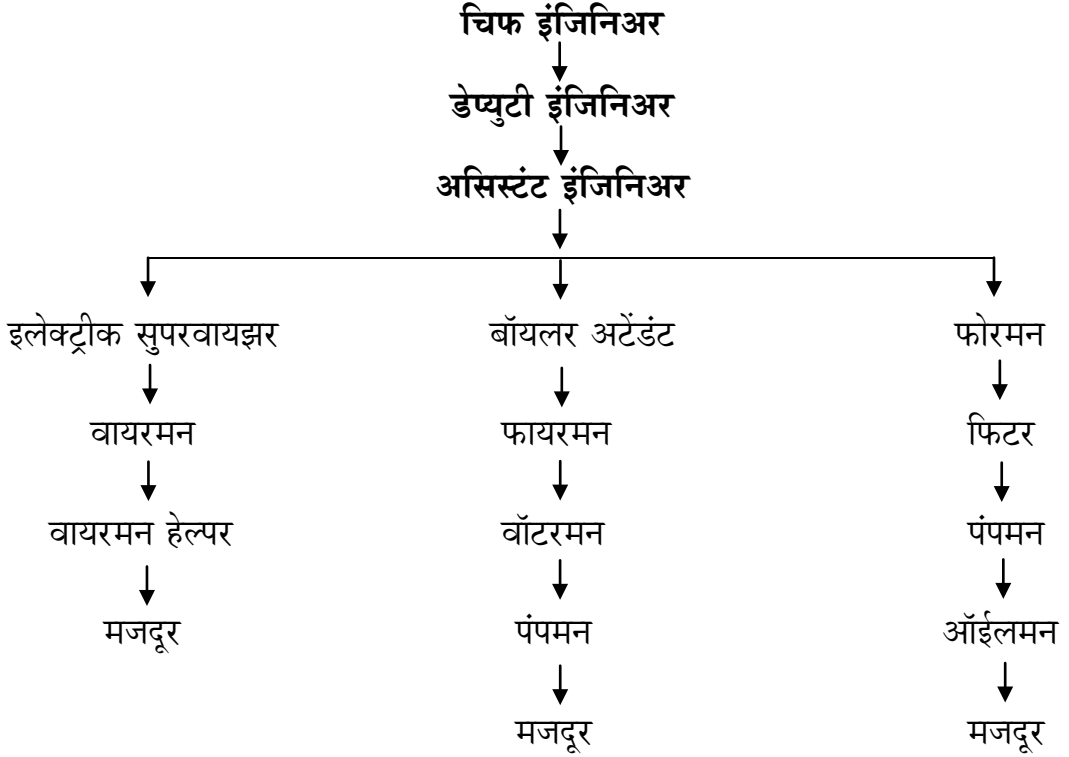 चिफ इंजिनिअर
डेप्युटी इंजिनिअर
असिस्टंट इंजिनिअर
इलेक्ट्रीक सुपरवायझर बॉयलर अटेंडंट फोरमन
वायरमन फायरमन फिटर
वायरमन हेल्पर वॉटरमन पंपमन
मजदूर पंपमन ऑईलमन
मजदूर मजदूर